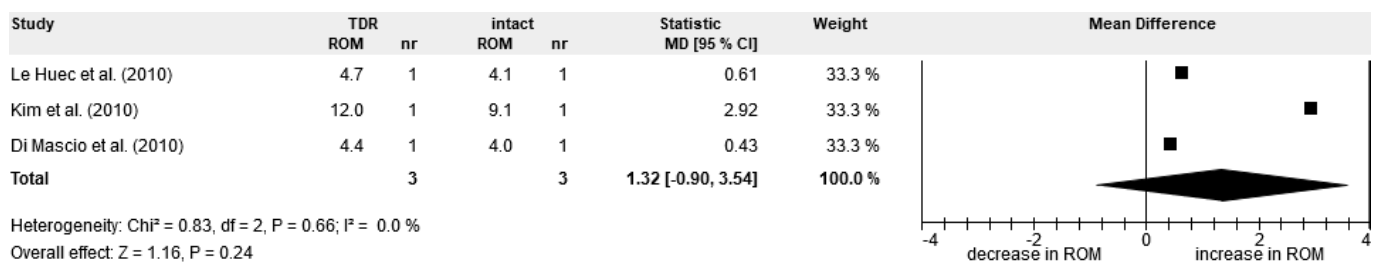 Study TDR intact Statistic Weight Mean Difference
ROM nr ROM nr MD [95 % CI]
Le Huec et al. (2010) 4.7 1 4.1 1 0.61 33.3 %
Kim et al. (2010) 12.0 1 9.1 1 2.92 33.3 %
Di Mascio et al. (2010) 4.4 1 4.0 1 0.43 33.3 %
Total 3 3 1.32 [-0.90, 3.54] 100.0 %
Heterogeneity: Chi² = 0.83, df = 2, P = 0.66; I² = 0.0 %
-4 -2 0 2 4
Overall effect: Z = 1.16, P = 0.24 decrease in ROM increase in ROM